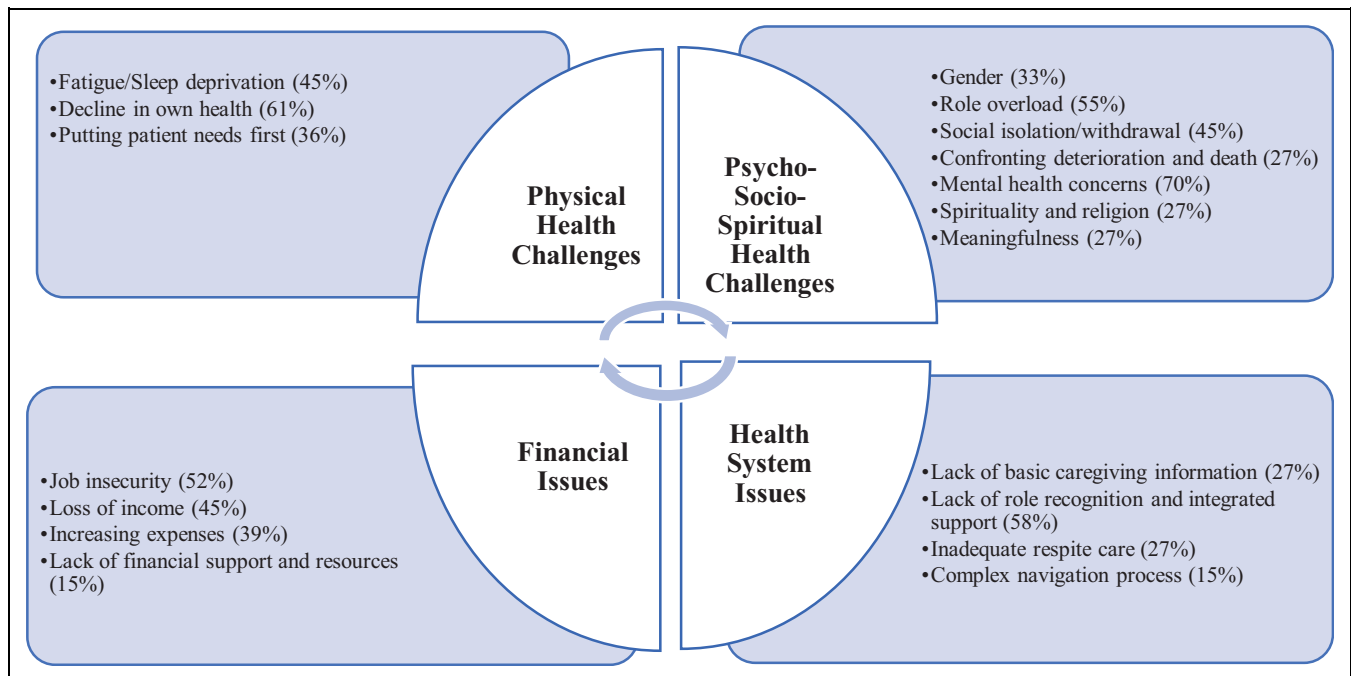 •Fatigue/Sleep deprivation (45%)
•Decline in own health (61%)
•Putting patient needs first (36%)
Physical
Health
Challenges
Psycho-
Socio-
Spiritual
Health
Challenges
•Gender (33%)
•Role overload (55%)
•Social isolation/withdrawal (45%)
•Confronting deterioration and death (27%)
•Mental health concerns (70%)
•Spirituality and religion (27%)
•Meaningfulness (27%)
•Job insecurity (52%)
•Loss of income (45%)
•Increasing expenses (39%)
•Lack of financial support and resources
(15%)
Financial
Issues
Health
System
Issues
•Lack of basic caregiving information (27%)
•Lack of role recognition and integrated
support (58%)
•Inadequate respite care (27%)
•Complex navigation process (15%)